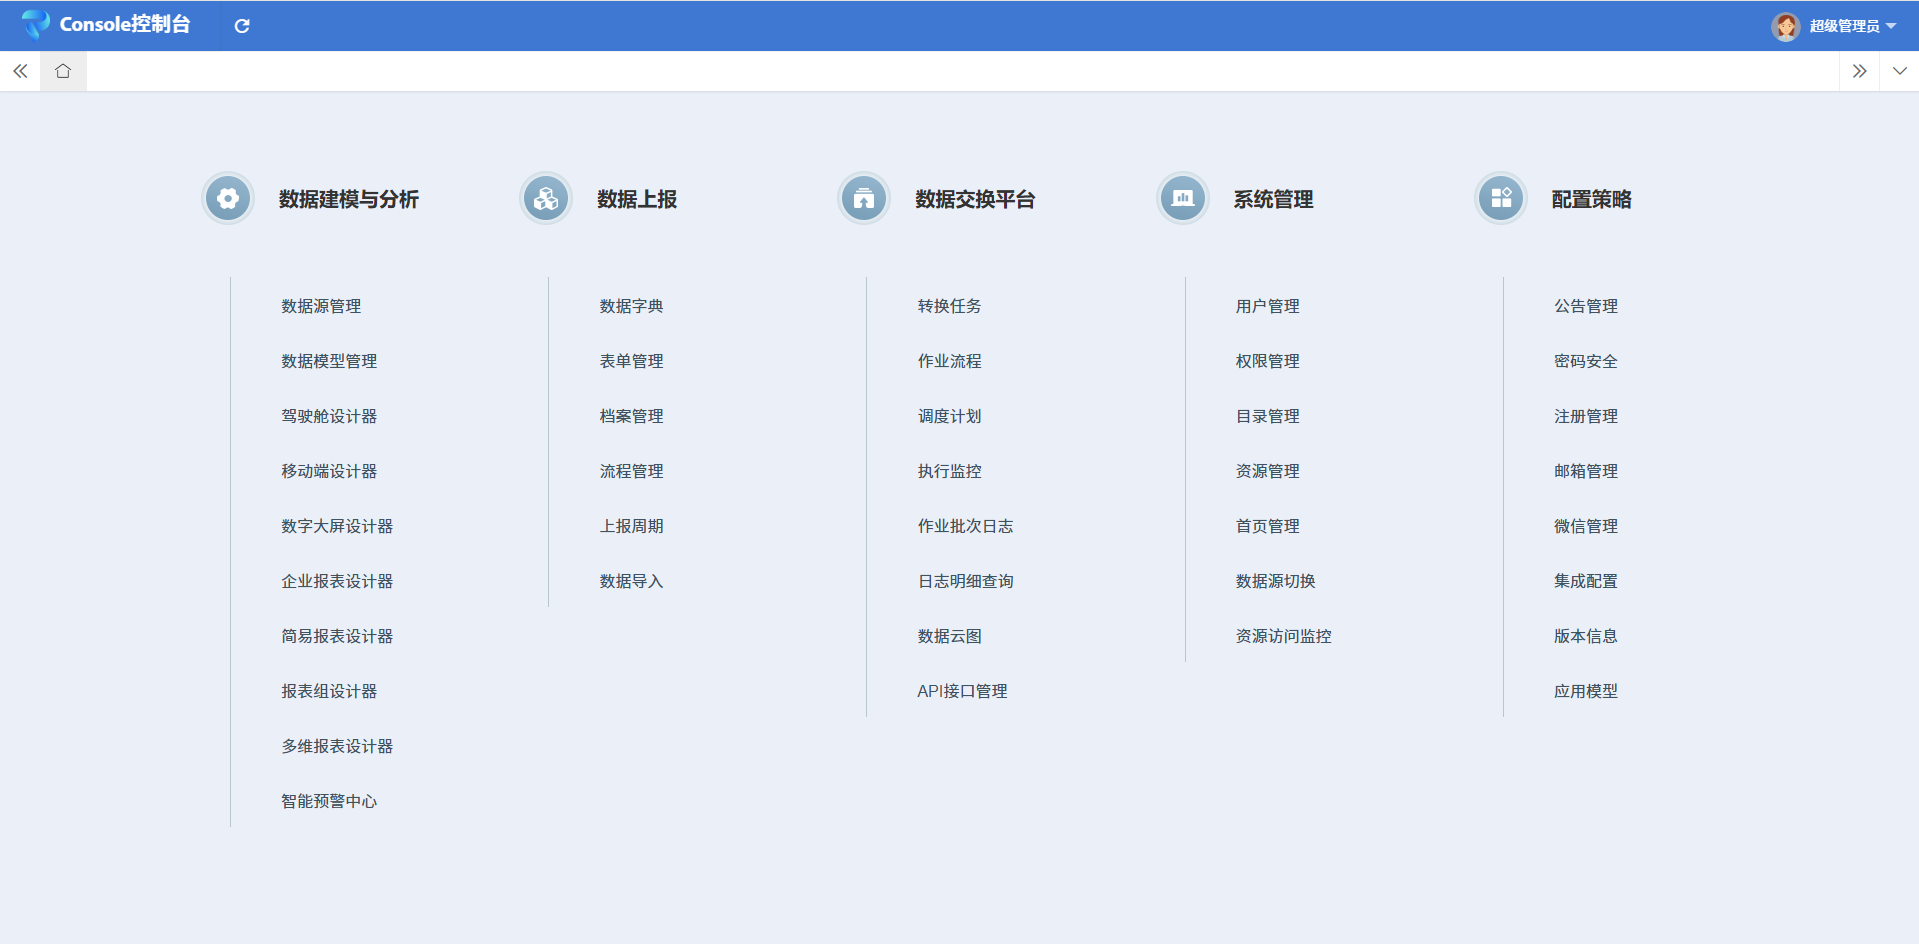 Console控制台
超级管理员
数据建模与分析
数据源管理
数据模型管理
驾驶舱设计器
移动端设计器
数字大屏设计器
企业报表设计器
简易报表设计器
报表组设计器
多维报表设计器
智能预警中心
数据上报
数据字典
表单管理
档案管理
流程管理
上报周期
数据导入
数据交换平台
转换任务
作业流程
调度计划
执行监控
作业批次日志
日志明细查询
数据云图
API接口管理
系统管理
用户管理
权限管理
目录管理
资源管理
首页管理
数据源切换
资源访问监控
配置策略
公告管理
密码安全
注册管理
邮箱管理
微信管理
集成配置
版本信息
应用模型